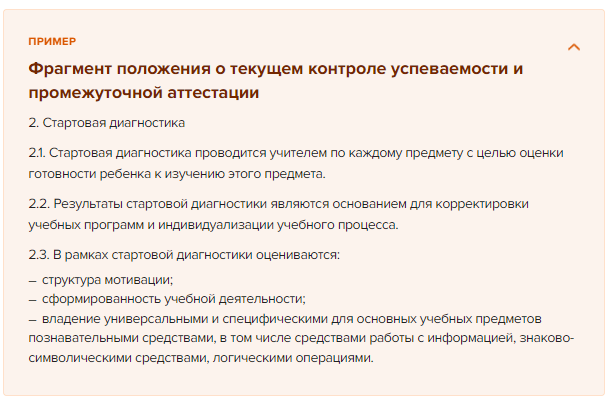 ПРИМЕР
Фрагмент положения о текущем контроле успеваемости и
промежуточной аттестации
2. Стартовая диагностика
2.1. Стартовая диагностика проводится учителем по каждому предмету с целью оценки
готовности ребенка к изучению этого предмета.
2.2. Результаты стартовой диагностики являются основанием для корректировки
учебных программ и индивидуализации учебного процесса.
2.3. В рамках стартовой диагностики оцениваются:
– структура мотивации;
– сформированность учебной деятельности;
– владение универсальными и специфическими для основных учебных предметов
познавательными средствами, в том числе средствами работы с информацией, знаково-
символическими средствами, логическими операциями.